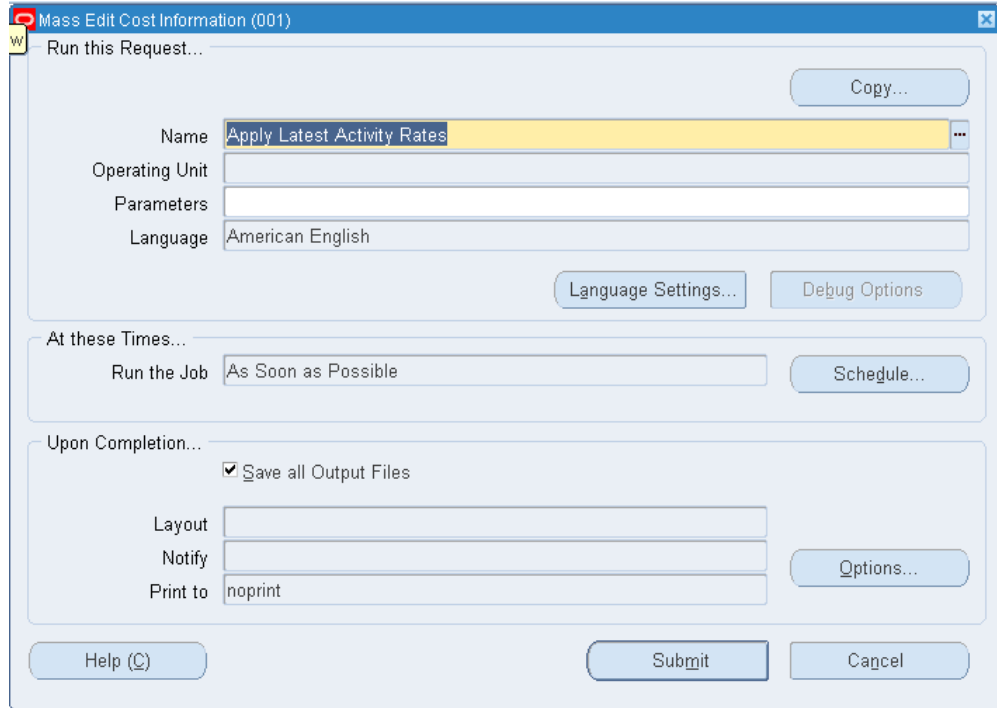 Mass Edit Cost Information (001)
w
Run this Request...
Copy...
Name Apply Latest Activity Rates ...
Operating Unit
Parameters
Language American English
Language Settings... Debug Options
At these Times...
Run the Job As Soon as Possible Schedule...
Upon Completion...
Save all Output Files
Layout
Notify
Options...
Print to noprint
Help (C) Submit Cancel